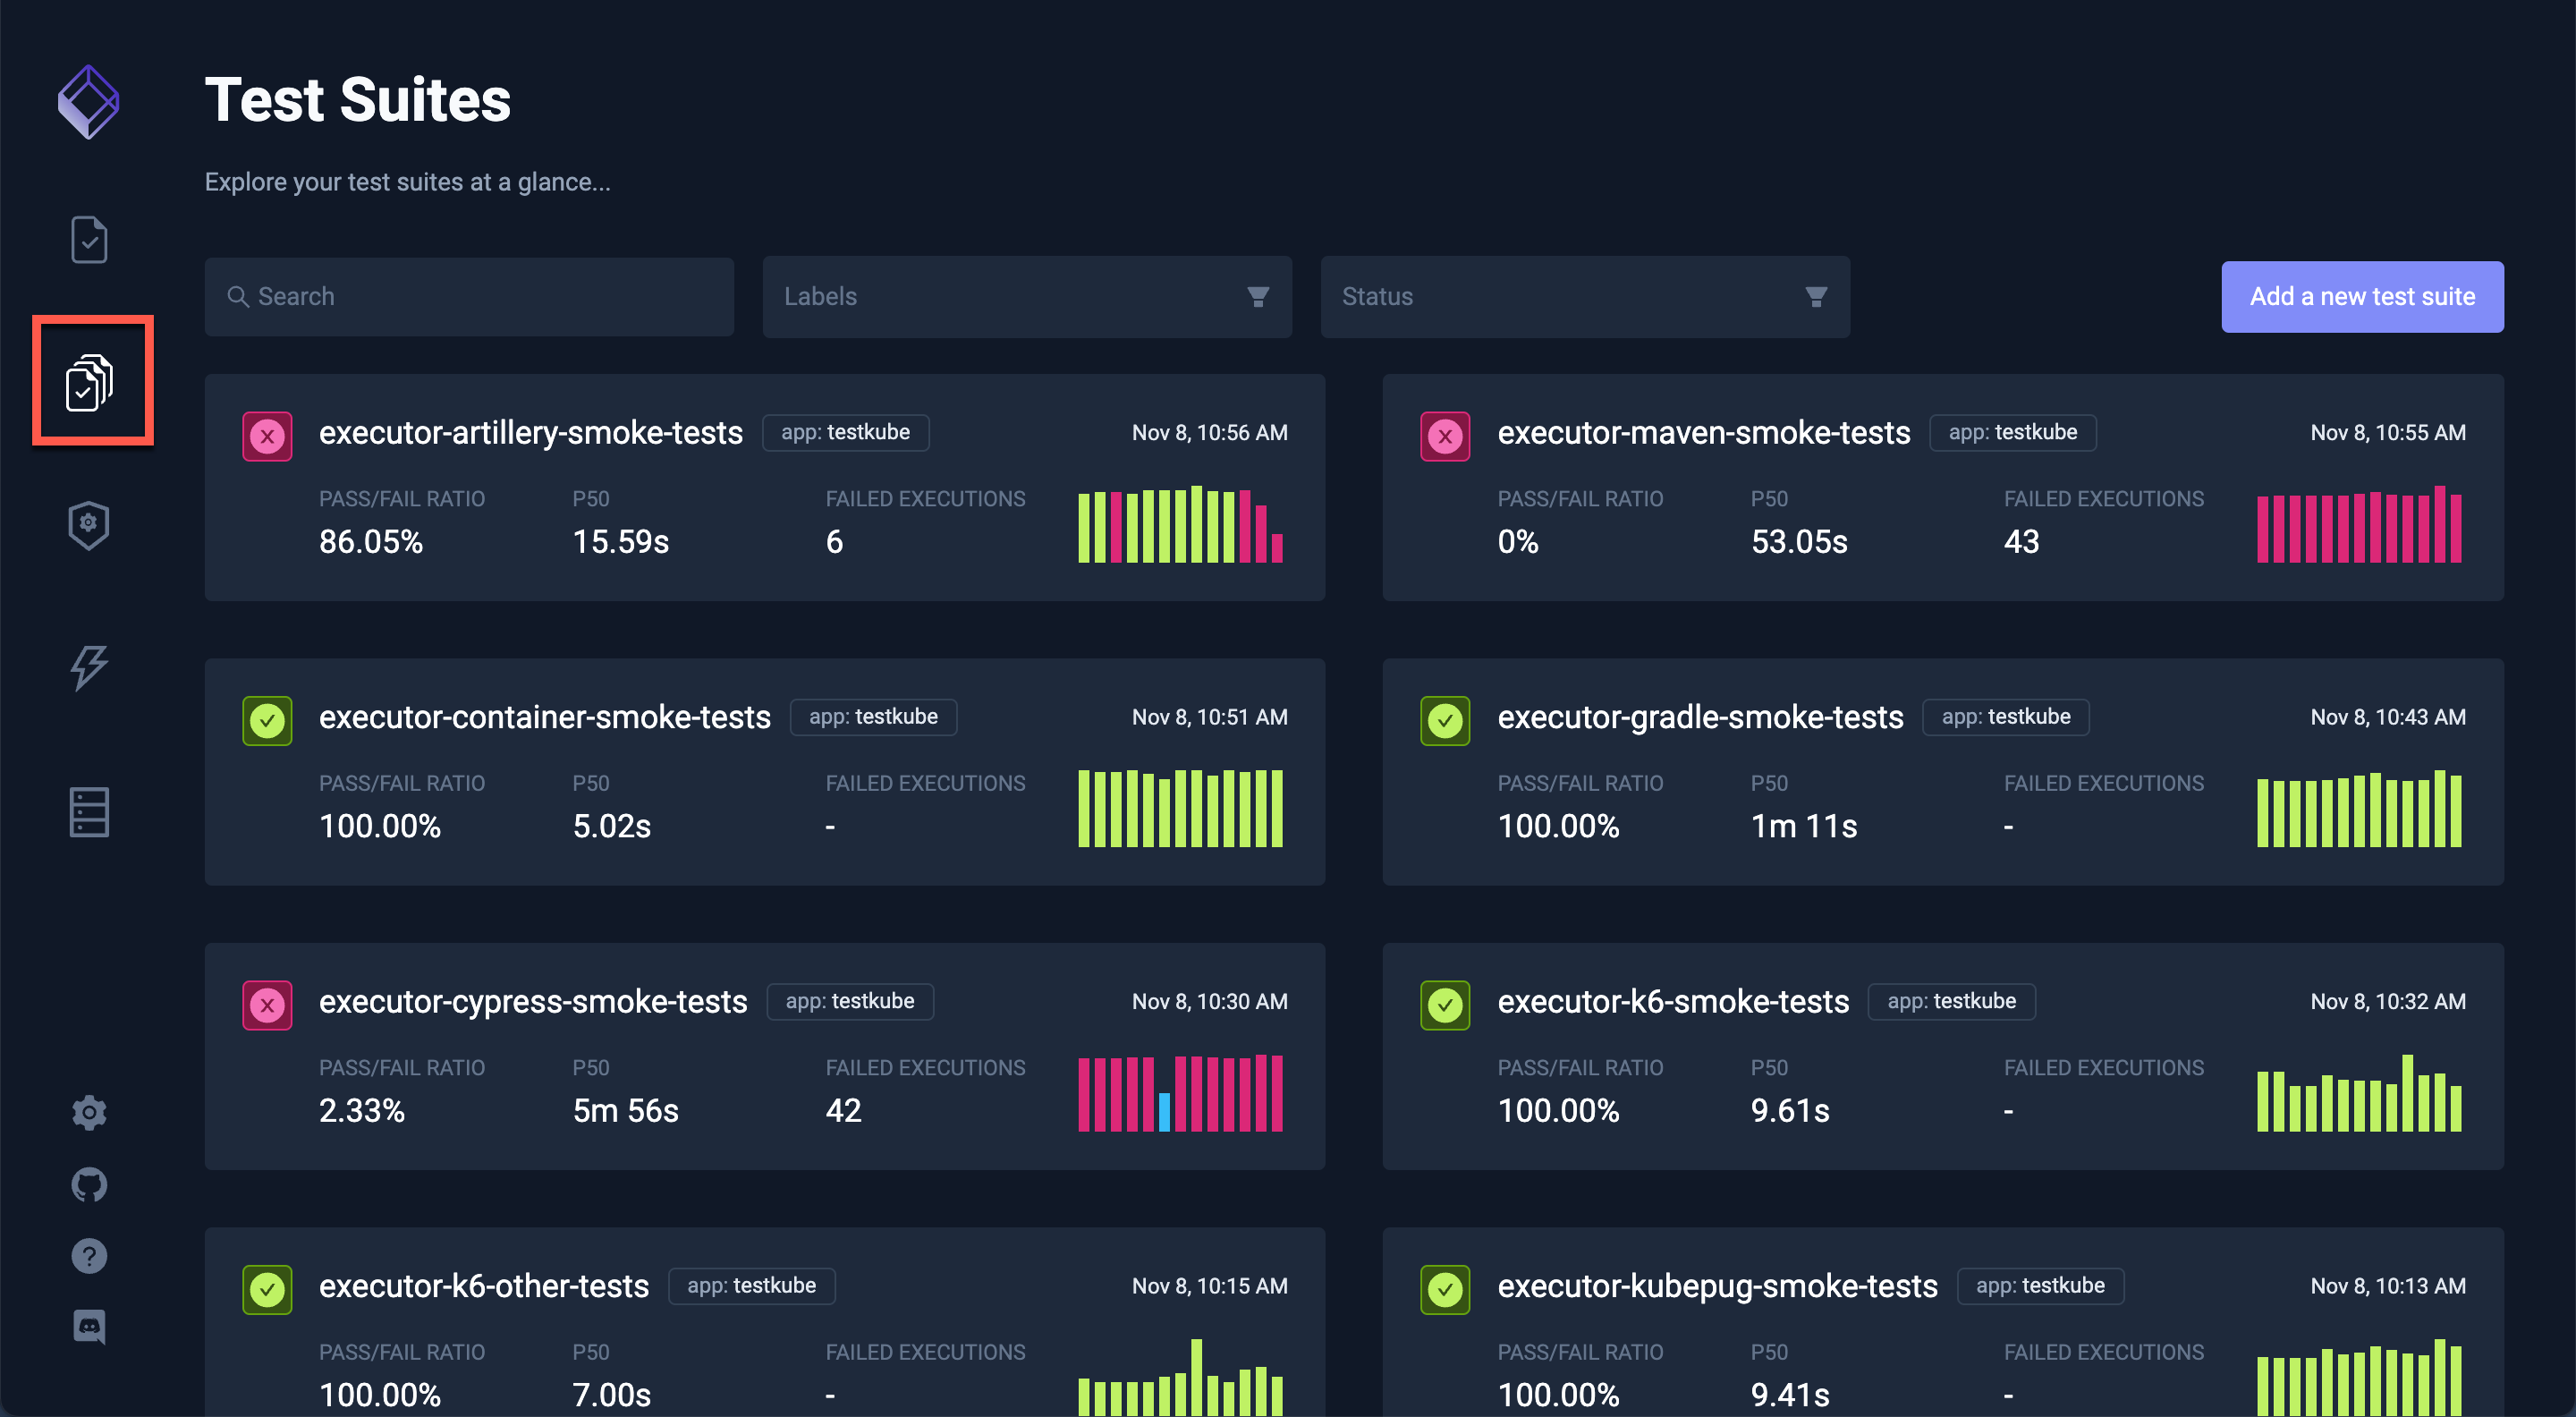 Test Suites
Explore your test suites at a glance...
Search
Labels
Status
Add a new test suite
executor-artillery-smoke-tests app: testkube Nov 8, 10:56 AM
PASS/FAIL RATIO P50 FAILED EXECUTIONS
86.05% 15.59s 6
executor-maven-smoke-tests app: testkube Nov 8, 10:55 AM
PASS/FAIL RATIO P50 FAILED EXECUTIONS
0% 53.05s 43
executor-container-smoke-tests app: testkube Nov 8, 10:51 AM
PASS/FAIL RATIO P50 FAILED EXECUTIONS
100.00% 5.02s -
executor-gradle-smoke-tests app: testkube Nov 8, 10:43 AM
PASS/FAIL RATIO P50 FAILED EXECUTIONS
100.00% 1m 11s -
executor-cypress-smoke-tests app: testkube Nov 8, 10:30 AM
PASS/FAIL RATIO P50 FAILED EXECUTIONS
2.33% 5m 56s 42
executor-k6-smoke-tests app: testkube Nov 8, 10:32 AM
PASS/FAIL RATIO P50 FAILED EXECUTIONS
100.00% 9.61s -
executor-k6-other-tests app: testkube Nov 8, 10:15 AM
PASS/FAIL RATIO P50 FAILED EXECUTIONS
100.00% 7.00s -
executor-kubepug-smoke-tests app: testkube Nov 8, 10:13 AM
PASS/FAIL RATIO P50 FAILED EXECUTIONS
100.00% 9.41s -